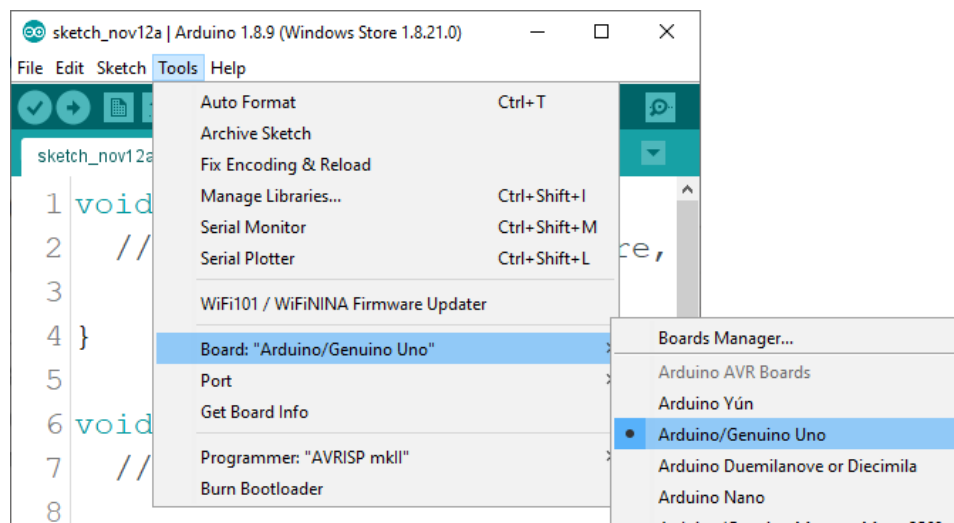 sketch_nov12a | Arduino 1.8.9 (Windows Store 1.8.21.0)
File Edit Sketch Tools Help
Auto Format Ctrl+T
Archive Sketch
Fix Encoding & Reload
Manage Libraries... Ctrl+Shift+I
Serial Monitor Ctrl+Shift+M
Serial Plotter Ctrl+Shift+L
WiFi101 / WiFiNINA Firmware Updater
Board: "Arduino/Genuino Uno"
Port
Get Board Info
Programmer: "AVRISP mkII"
Burn Bootloader
Boards Manager...
Arduino AVR Boards
Arduino Yún
Arduino/Genuino Uno
Arduino Duemilanove or Diecimila
Arduino Nano
sketch_nov12a
1 void
2 // re,
3
4 }
5
6 void
7 //
8